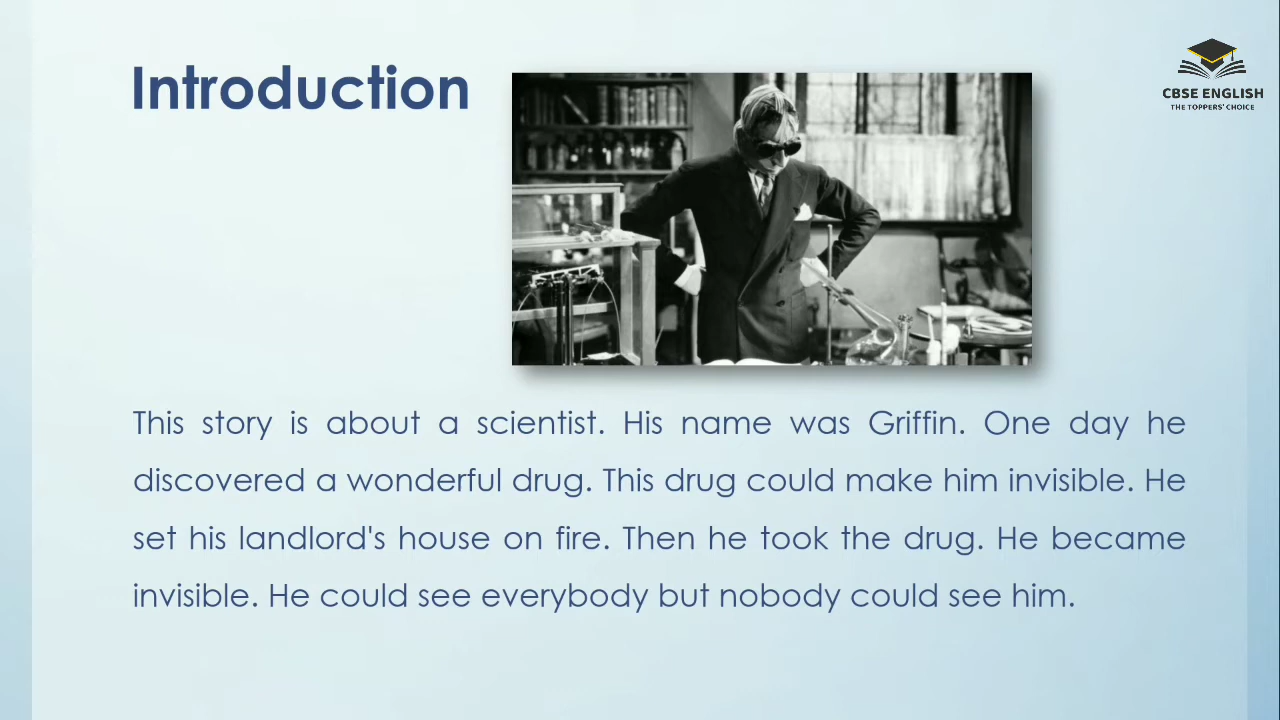 Introduction
CBSE ENGLISH
THE TOPPERS' CHOICE
This story is about a scientist. His name was Griffin. One day he
discovered a wonderful drug. This drug could make him invisible. He
set his landlord's house on fire. Then he took the drug. He became
invisible. He could see everybody but nobody could see him.